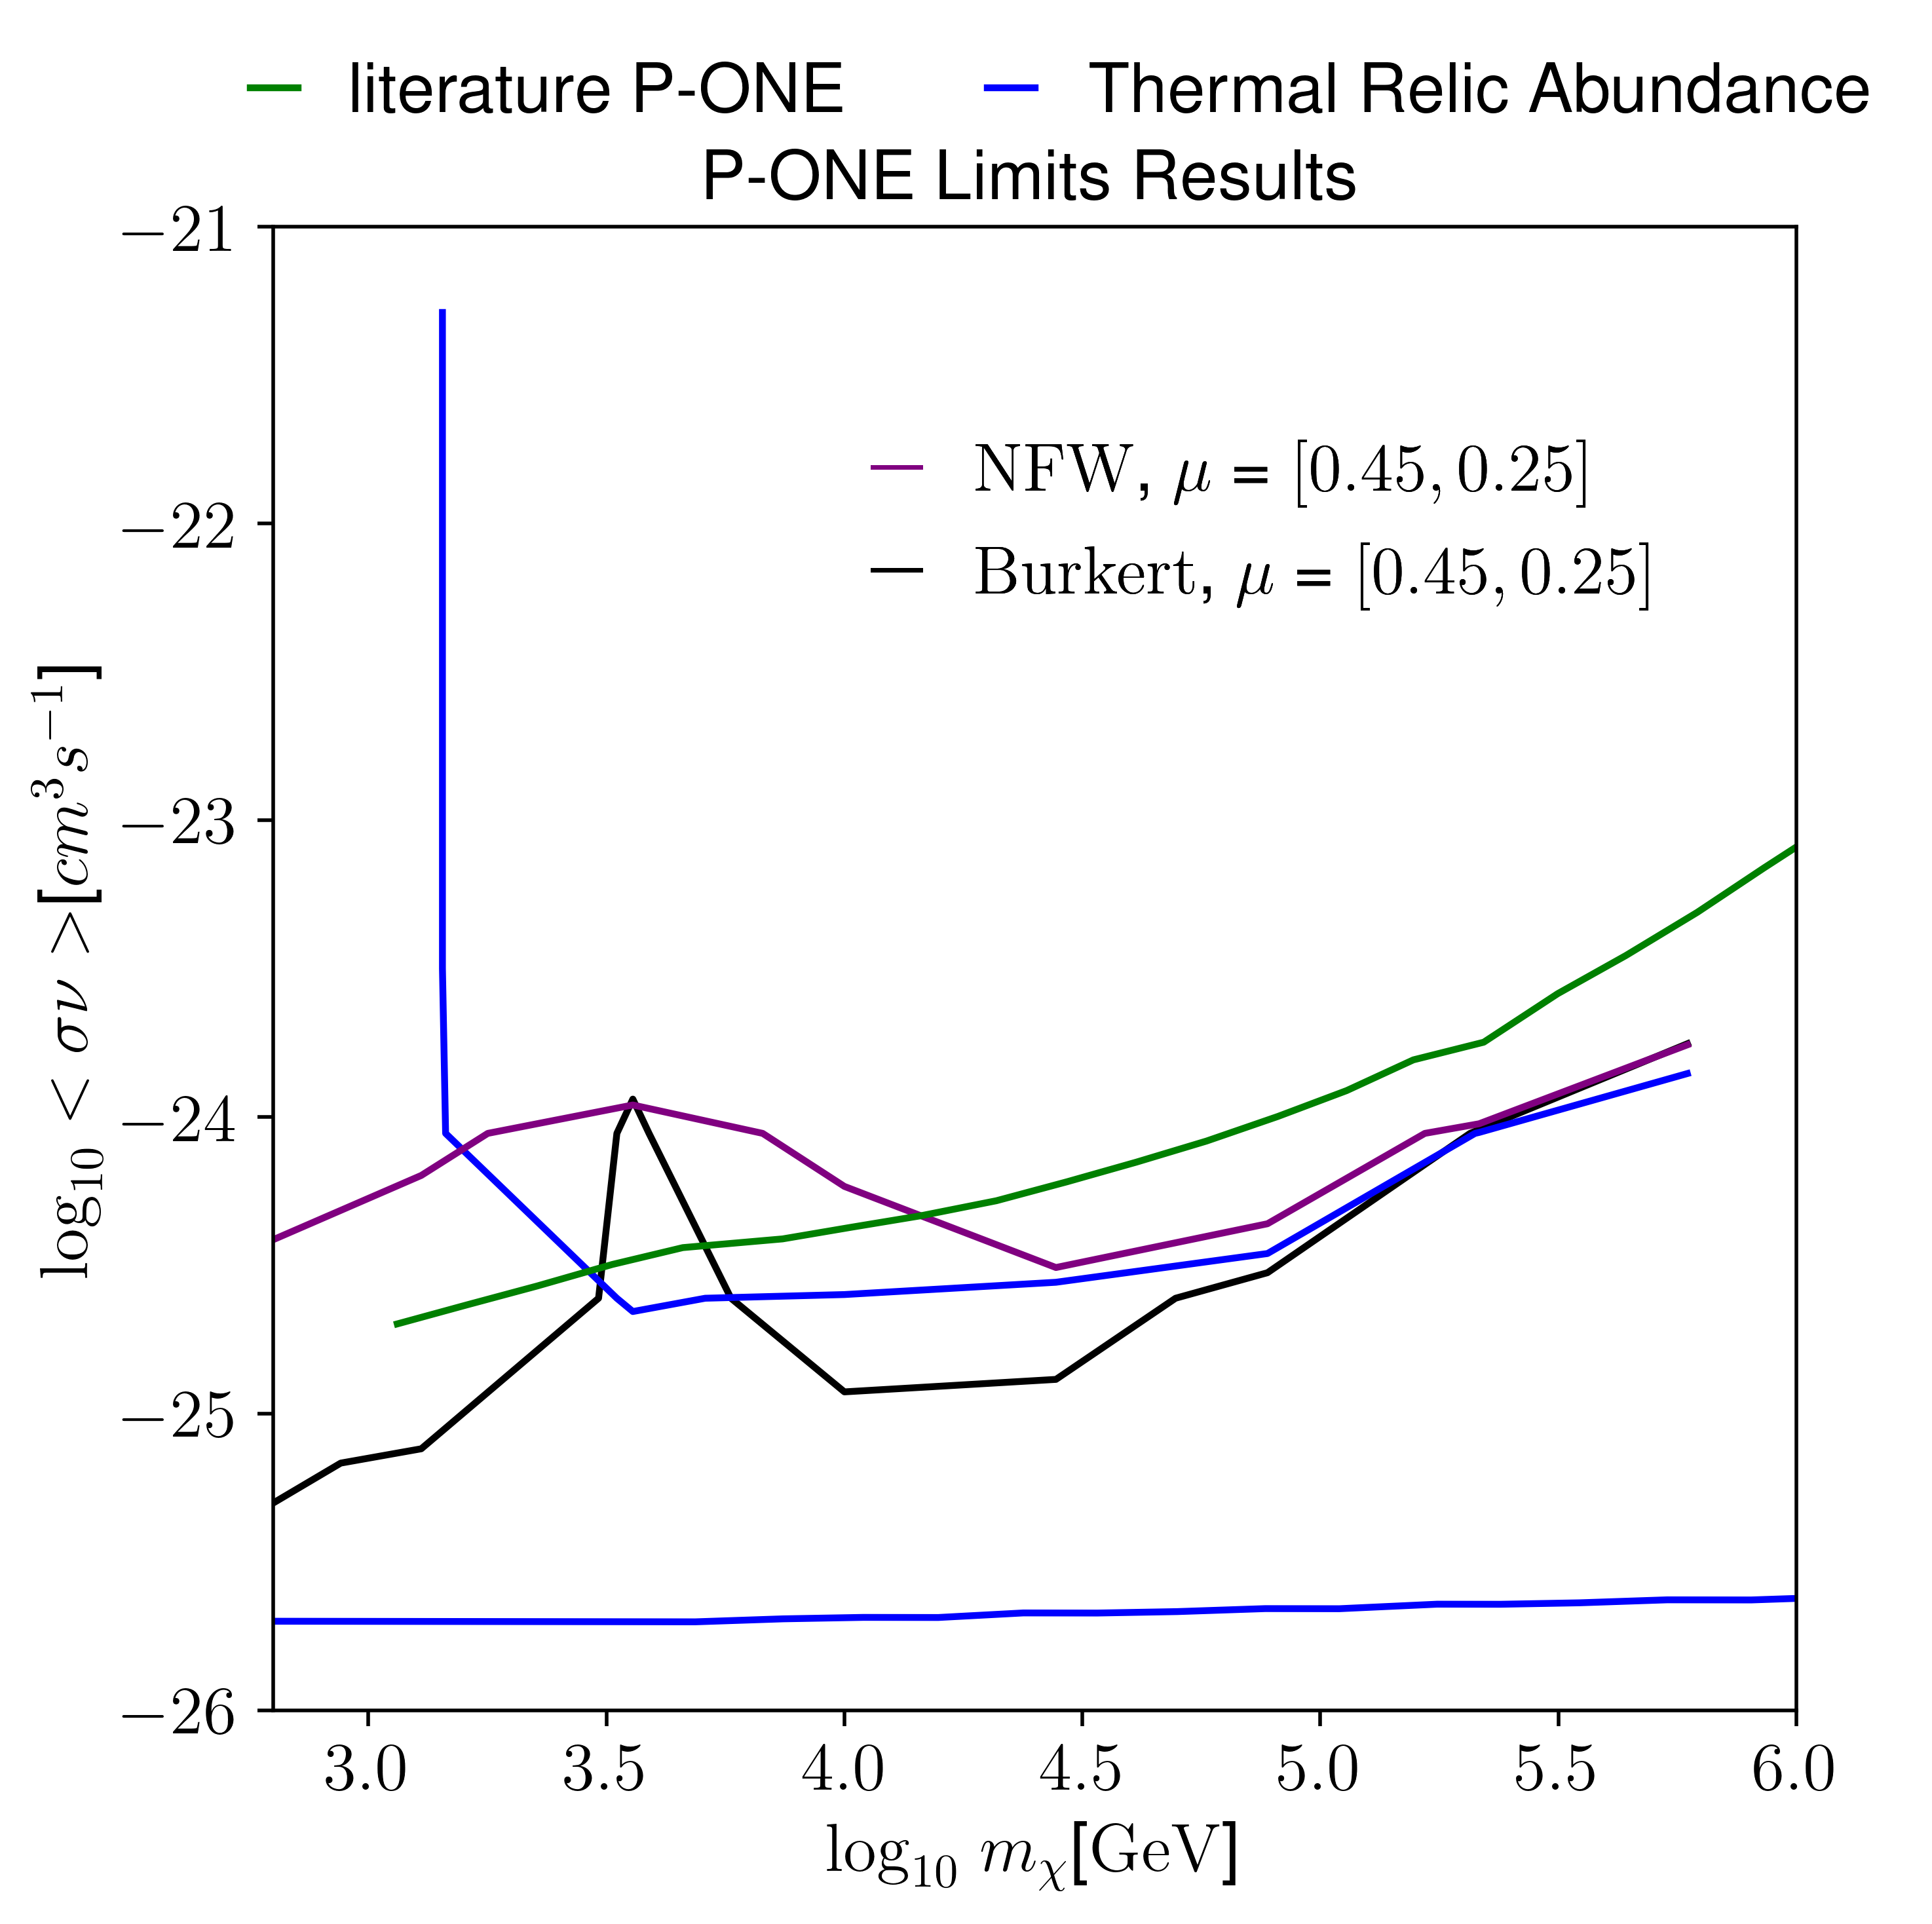 literature P-ONE Thermal Relic Abundance
P-ONE Limits Results
−21
−22
−23
−24
−25
−26
log₁₀ < σν > [cm³s⁻¹]
NFW, μ = [0.45, 0.25]
Burkert, μ = [0.45, 0.25]
3.0 3.5 4.0 4.5 5.0 5.5 6.0
log₁₀ mᵪ[GeV]